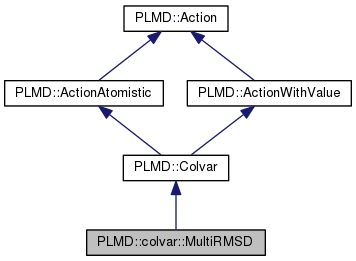 PLMD::Action
PLMD::ActionAtomistic
PLMD::ActionWithValue
PLMD::Colvar
PLMD::colvar::MultiRMSD